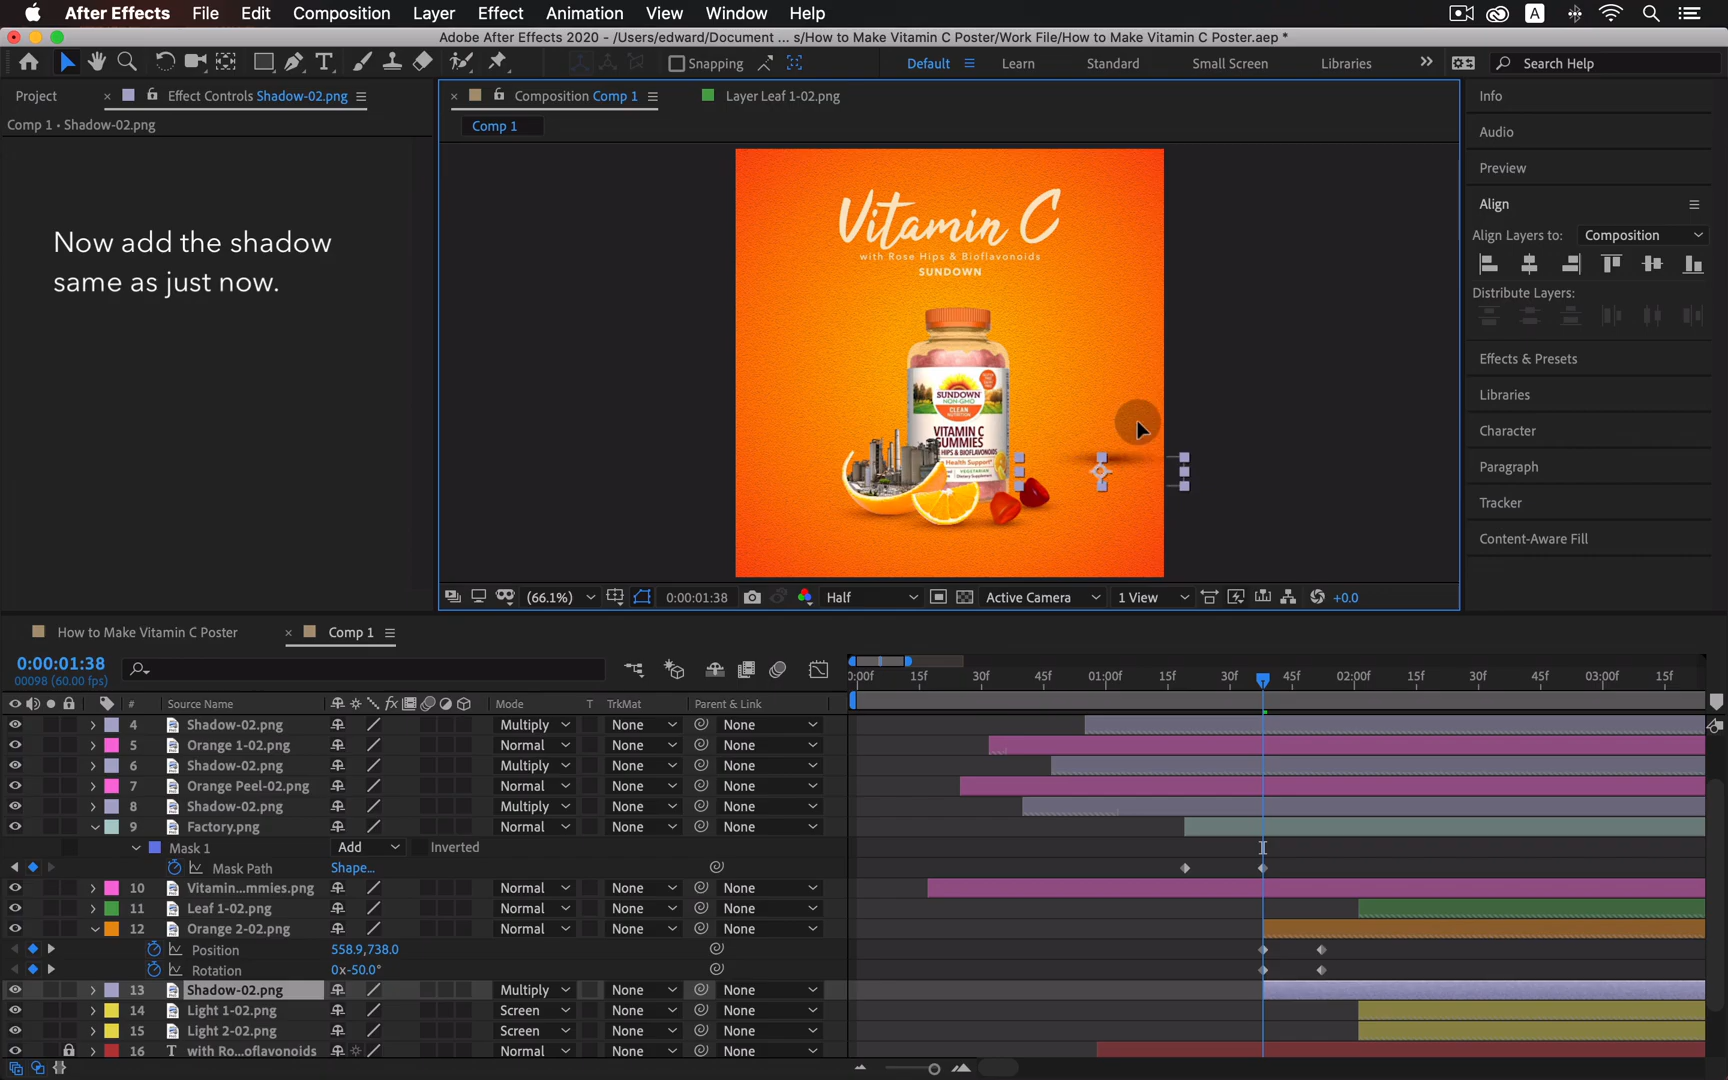 After Effects File Edit Composition Layer Effect Animation View Window Help A
Adobe After Effects 2020 - /Users/edward/Document ... s/How to Make Vitamin C Poster/Work File/How to Make Vitamin C Poster.aep *
Snapping Default Learn Standard Small Screen Libraries Search Help
Project Effect Controls Shadow-02.png Composition Comp 1 Layer Leaf 1-02.png Info
Comp 1 • Shadow-02.png Comp 1
Audio
Preview
Align
Align Layers to: Composition
Distribute Layers:
Effects & Presets
Libraries
Character
Paragraph
Tracker
Content-Aware Fill
Now add the shadow
same as just now.
Vitamin C
with Rose Hips & Bioflavonoids
SUNDOWN
SUNDOWN
NON-GMO
CLEAN
NUTRITION
VITAMIN C
GUMMIES
(66.1%) 0:00:01:38 Half Active Camera 1 View +0.0
How to Make Vitamin C Poster Comp 1
0:00:01:38
00098 (60.00 fps)
0:00f 15f 30f 45f 01:00f 15f 30f 45f 02:00f 15f 30f 45f 03:00f 15f
# Source Name Mode T TrkMat Parent & Link
4 Shadow-02.png Multiply None None
5 Orange 1-02.png Normal None None
6 Shadow-02.png Multiply None None
7 Orange Peel-02.png Normal None None
8 Shadow-02.png Multiply None None
9 Factory.png Normal None None
Mask 1 Add Inverted
Mask Path Shape...
10 Vitamin...mmies.png Normal None None
11 Leaf 1-02.png Normal None None
12 Orange 2-02.png Normal None None
Position 558.9,738.0
Rotation 0x-50.0°
13 Shadow-02.png Multiply None None
14 Light 1-02.png Screen None None
15 Light 2-02.png Screen None None
16 T with Ro...oflavonoids Normal None None